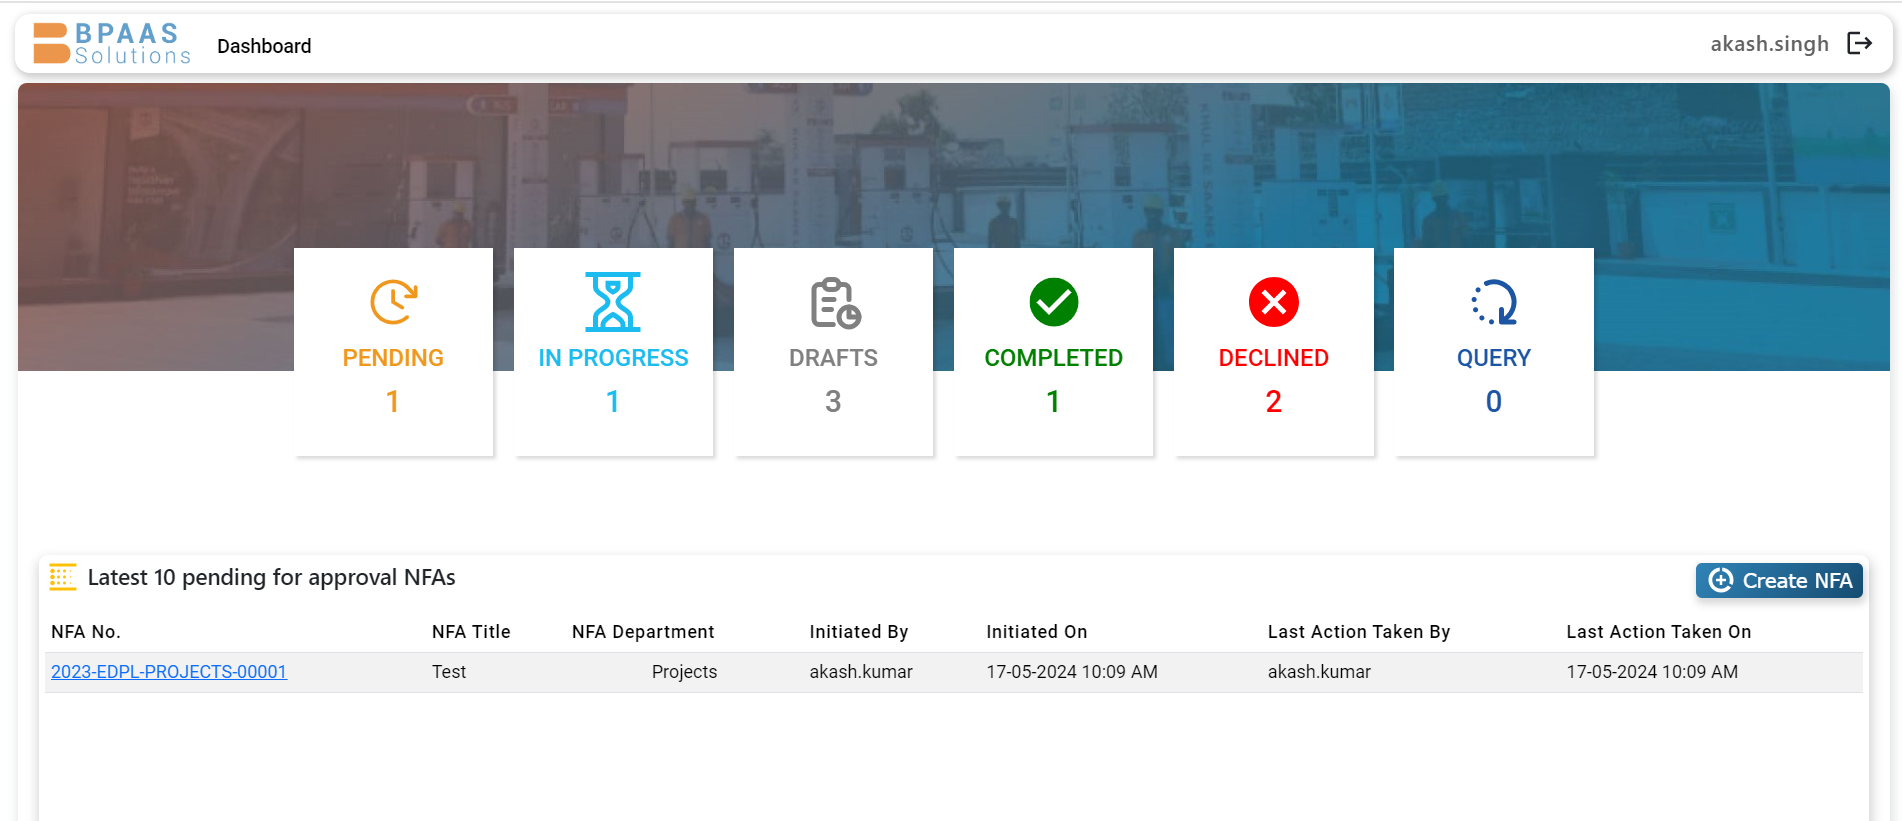 BPAAS
Solutions
Dashboard
akash.singh
PENDING
1
IN PROGRESS
1
DRAFTS
3
COMPLETED
1
DECLINED
2
QUERY
0
Latest 10 pending for approval NFAs
Create NFA
NFA No. NFA Title NFA Department Initiated By Initiated On Last Action Taken By Last Action Taken On
2023-EDPL-PROJECTS-00001 Test Projects akash.kumar 17-05-2024 10:09 AM akash.kumar 17-05-2024 10:09 AM